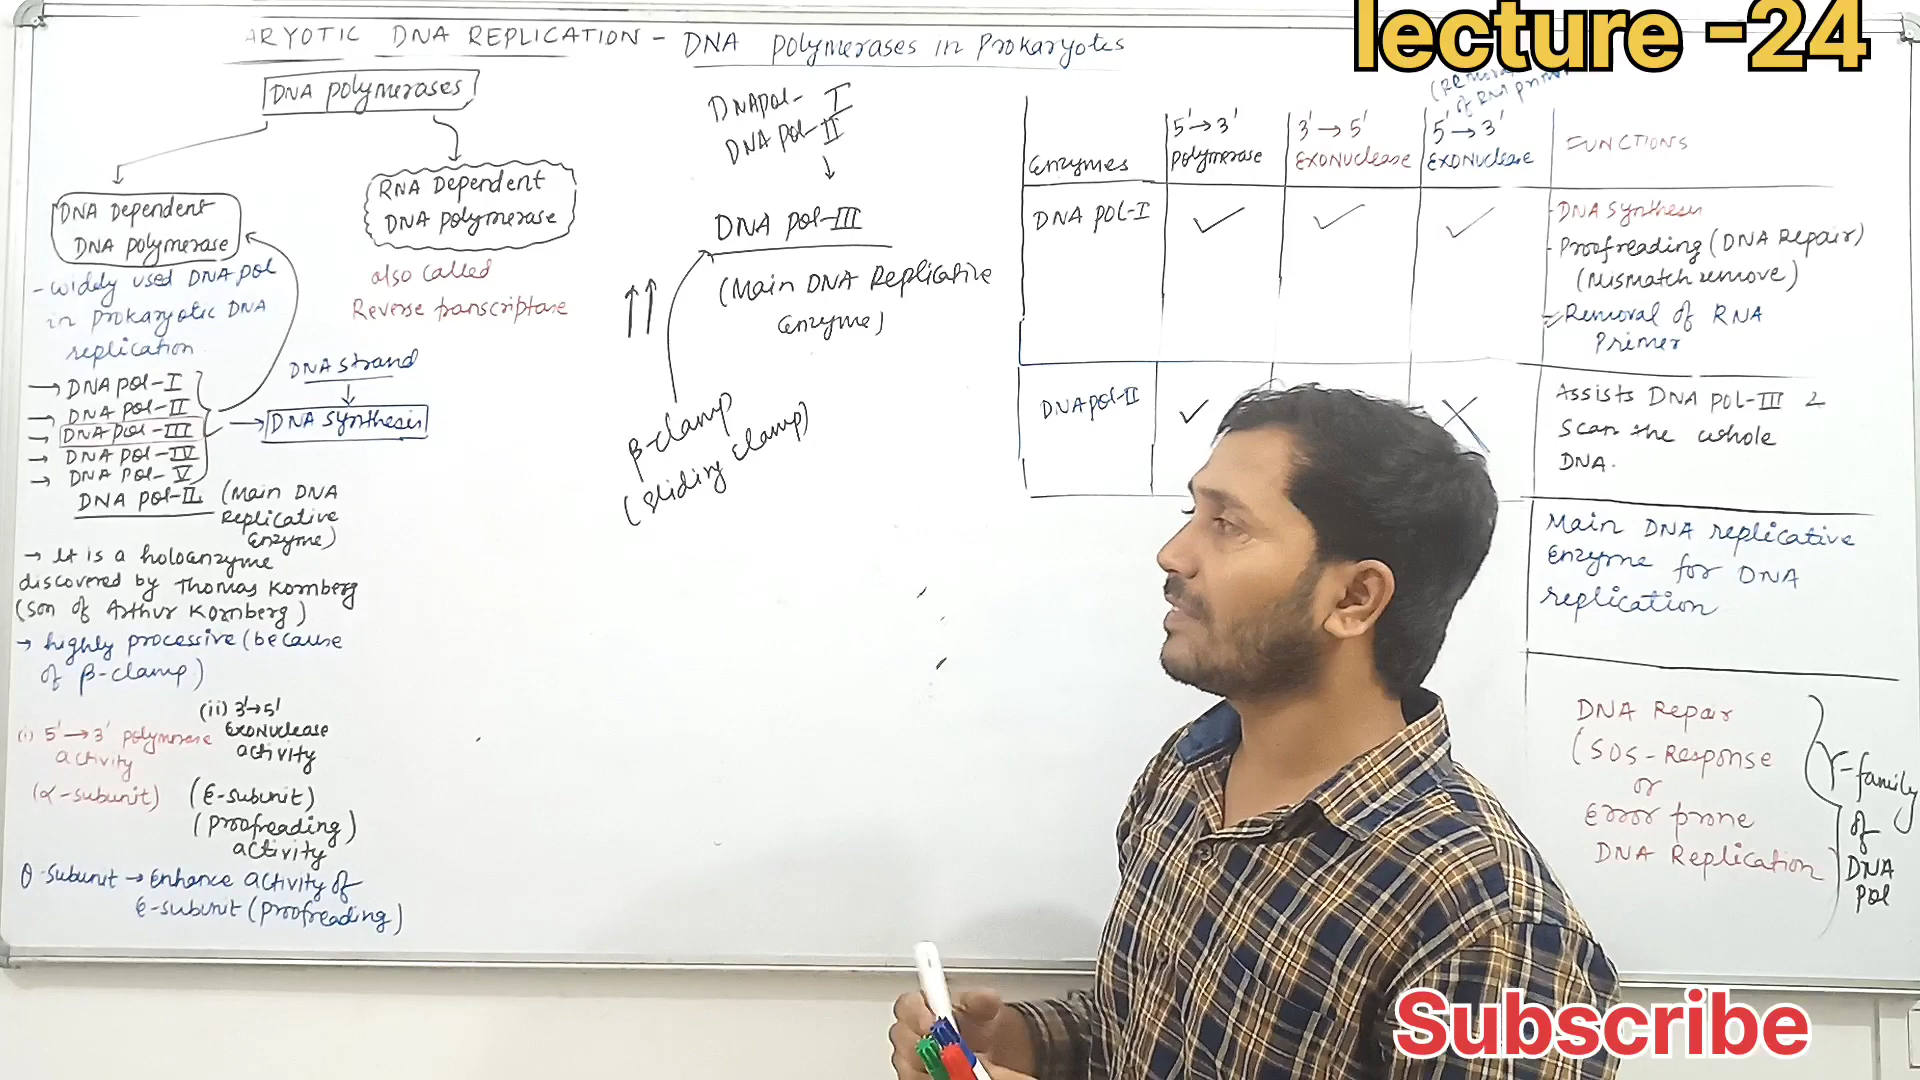 lecture -24
ARYOTIC DNA REPLICATION - DNA polymerases in Prokaryotes
DNA polymerases
DNA Dependent
DNA polymerase
- widely used DNA pol
in prokaryotic DNA
replication
→ DNA pol-I
→ DNA pol-II
→ DNA pol-III
→ DNA pol-IV
→ DNA pol-V
RNA Dependent
DNA polymerase
also called
Reverse transcriptase
DNA strand
→ DNA synthesis
DNA pol-III (Main DNA
Replicative
Enzyme)
→ It is a holoenzyme
discovered by Thomas Kornberg
(son of Arthur Kornberg)
→ highly processive (because
of β-clamp)
(i) 5'→3' polymerase
activity
(α-subunit)
(ii) 3'→5'
Exonuclease
activity
(ε-subunit)
(proofreading)
activity
θ-subunit → Enhance activity of
ε-subunit (proofreading)
DNA pol- I
DNA pol-II
↓
DNA pol-III
(Main DNA Replicative
Enzyme)
↑↑
β-clamp
(sliding clamp)
of RNA
Enzymes
5'→3'
polymerase
3'→5'
Exonuclease
5'→3'
Exonuclease
FUNCTIONS
DNA pol-I
✓ ✓ ✓
- DNA synthesis
- Proofreading (DNA Repair)
(Mismatch remove)
- Removal of RNA
Primer
DNA pol-II
✓
X
Assists DNA pol-III &
scan the whole
DNA.
Main DNA replicative
Enzyme for DNA
replication
DNA Repair
(SOS-Response
or
Error prone
DNA Replication
Y-family
of
DNA
pol
Subscribe